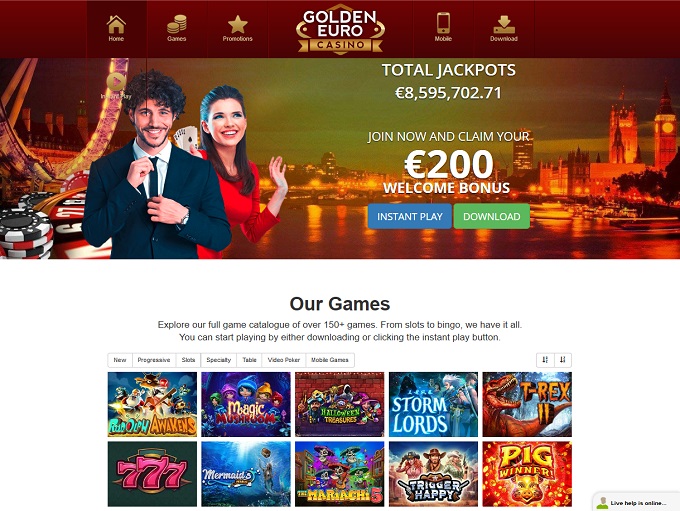 GOLDEN
EURO
CASINO
Home
Games
Promotions
Mobile
Download
Instant Play
TOTAL JACKPOTS
€8,595,702.71
JOIN NOW AND CLAIM YOUR
€200
WELCOME BONUS
INSTANT PLAY
DOWNLOAD
Our Games
Explore our full game catalogue of over 150+ games. From slots to bingo, we have it all.
You can start playing by either downloading or clicking the instant play button.
New
Progressive
Slots
Specialty
Table
Video Poker
Mobile Games
AWAKENS
MAGIC
MUSHROOM
HALLOWEEN
TREASURES
STORM
LORDS
T-REX
II
777
Mermaid's
THE MARIACHI 5
TRIGGER
HAPPY
PIG
WINNER!
Live help is online...